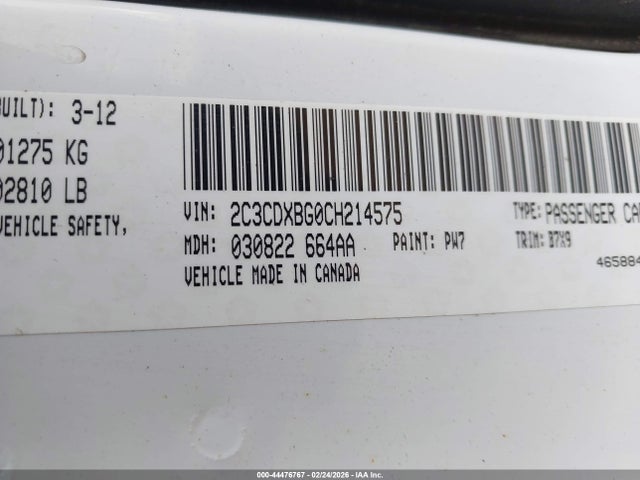 BUILT): 3-12
01275 KG
02810 LB
VEHICLE SAFETY,
VIN: 2C3CDXBG0CH214575 TYPE: PASSENGER CAR
MDH: 030822 664AA PAINT: PW7 TRIM: B7X9
VEHICLE MADE IN CANADA 465884
000-44476767 - 02/24/2026 - IAA Inc.